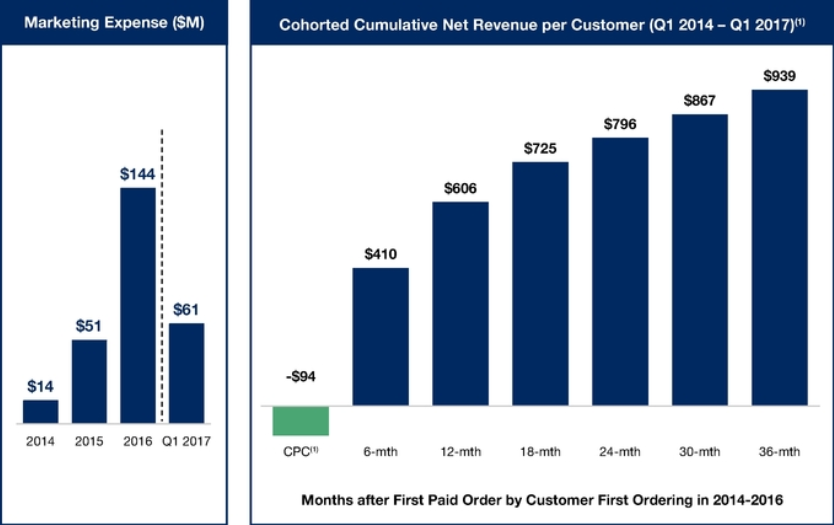 Marketing Expense ($M)
$14
$51
$144
$61
2014 2015 2016 Q1 2017
Cohorted Cumulative Net Revenue per Customer (Q1 2014 – Q1 2017)(1)
-$94
$410
$606
$725
$796
$867
$939
CPC(1) 6-mth 12-mth 18-mth 24-mth 30-mth 36-mth
Months after First Paid Order by Customer First Ordering in 2014-2016